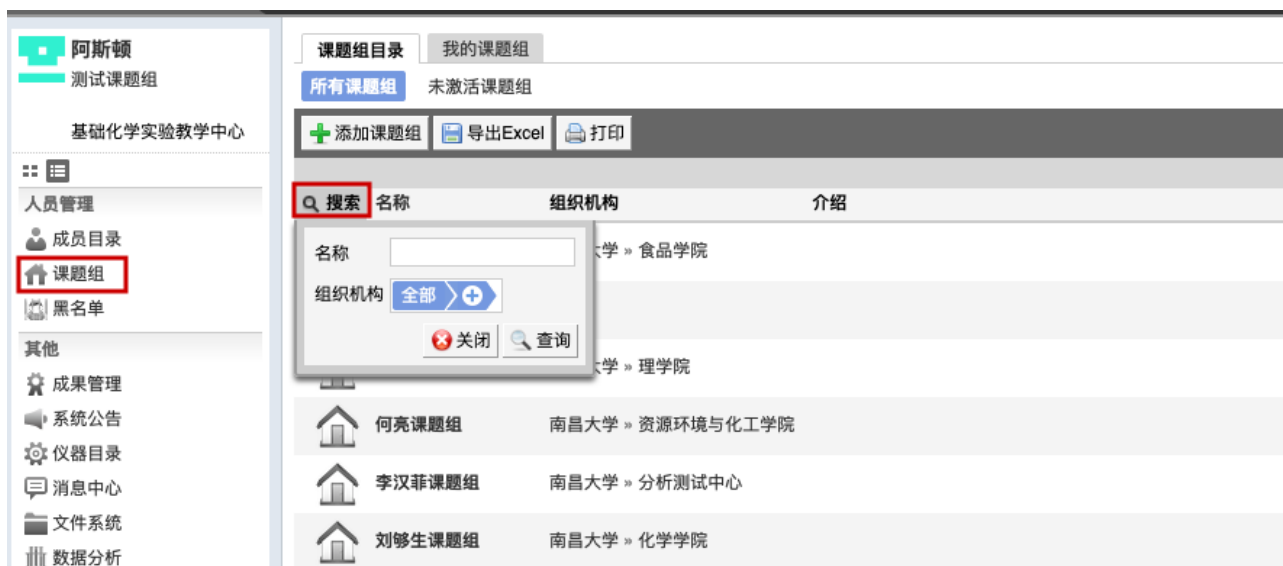 阿斯顿
测试课题组
基础化学实验教学中心
人员管理
成员目录
课题组
黑名单
其他
成果管理
系统公告
仪器目录
消息中心
文件系统
数据分析
课题组目录 我的课题组
所有课题组 未激活课题组
添加课题组 导出Excel 打印
搜索 名称 组织机构 介绍
名称
组织机构 全部
关闭 查询
大学 » 食品学院
大学 » 理学院
何亮课题组 南昌大学 » 资源环境与化工学院
李汉菲课题组 南昌大学 » 分析测试中心
刘够生课题组 南昌大学 » 化学学院